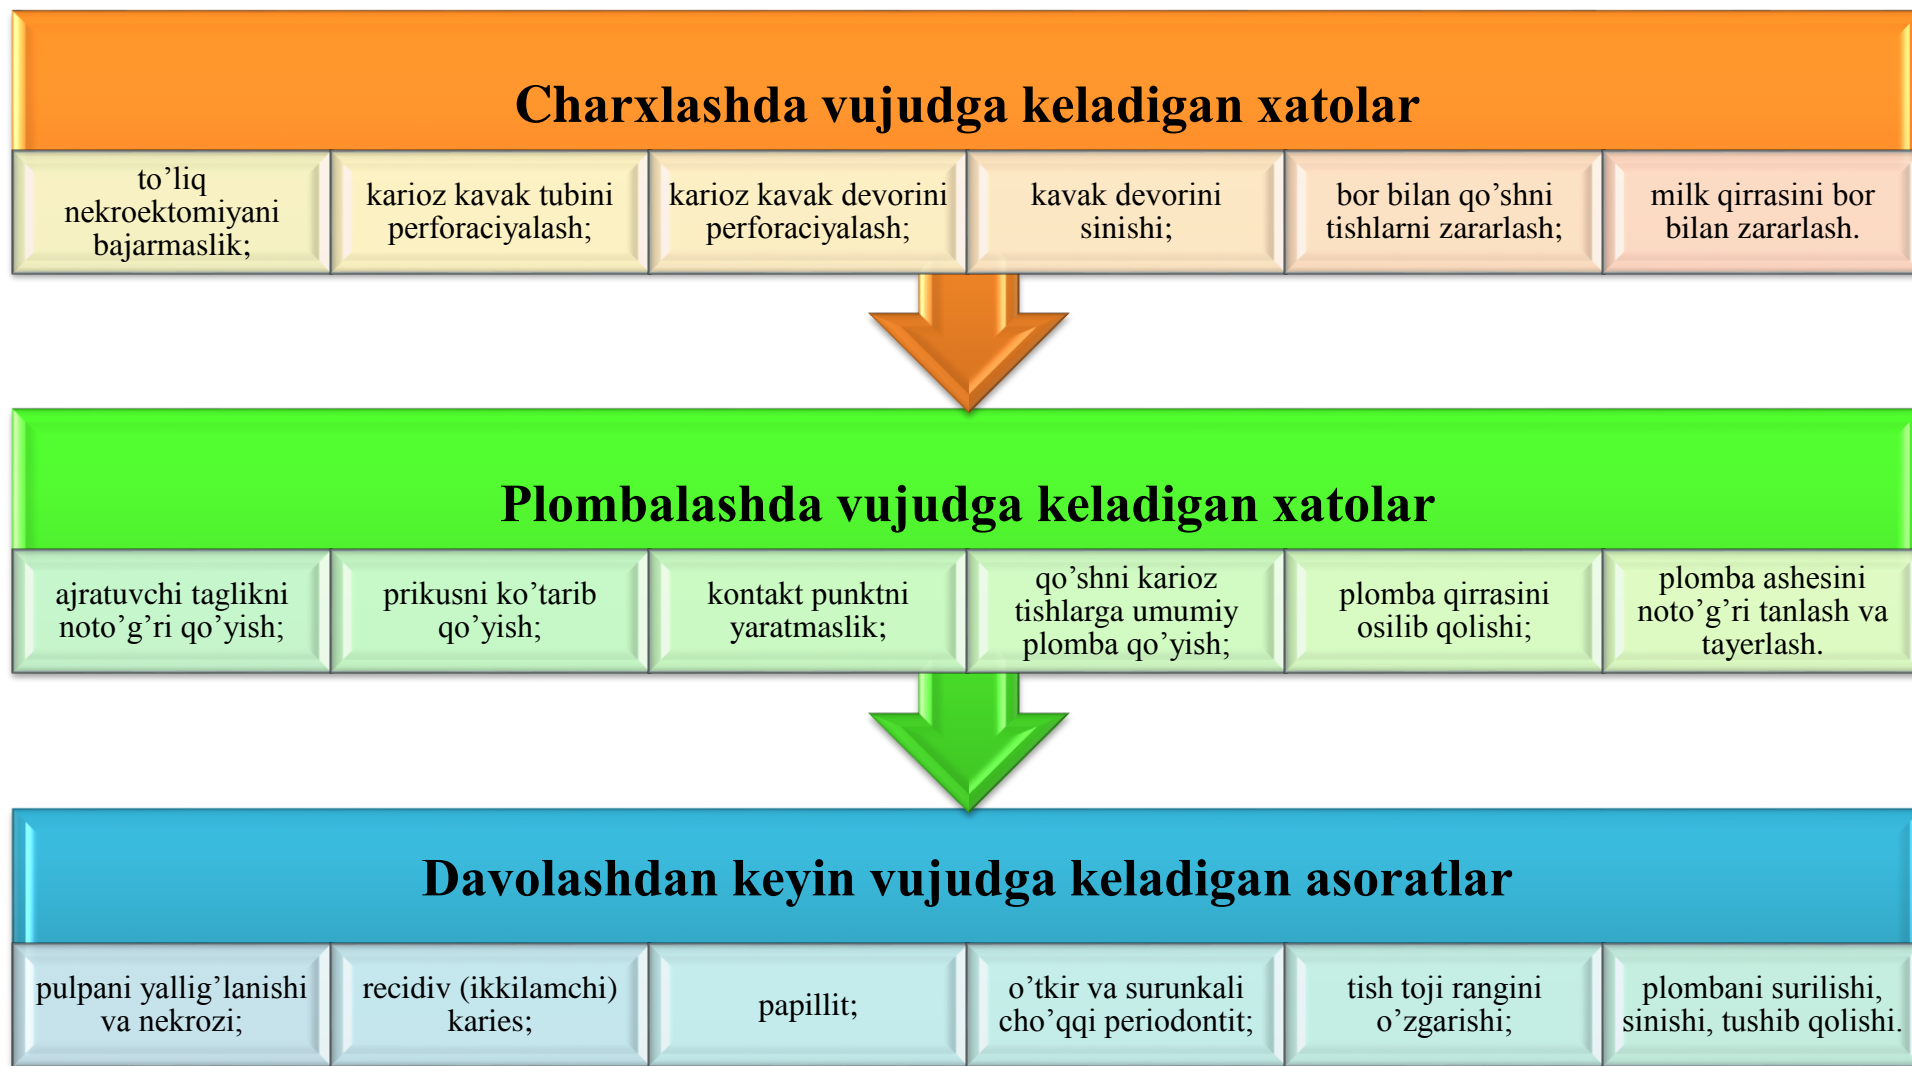 Charxlashda vujudga keladigan xatolar
to’liq
nekroektomiyani
bajarmaslik;
karioz kavak tubini
perforaciyalash;
karioz kavak devorini
perforaciyalash;
kavak devorini
sinishi;
bor bilan qo’shni
tishlarni zararlash;
milk qirrasini bor
bilan zararlash.
Plombalashda vujudga keladigan xatolar
ajratuvchi taglikni
noto’g’ri qo’yish;
prikusni ko’tarib
qo’yish;
kontakt punktni
yaratmaslik;
qo’shni karioz
tishlarga umumiy
plomba qo’yish;
plomba qirrasini
osilib qolishi;
plomba ashesini
noto’g’ri tanlash va
tayerlash.
Davolashdan keyin vujudga keladigan asoratlar
pulpani yallig’lanishi
va nekrozi;
recidiv (ikkilamchi)
karies;
papillit;
o’tkir va surunkali
cho’qqi periodontit;
tish toji rangini
o’zgarishi;
plombani surilishi,
sinishi, tushib qolishi.